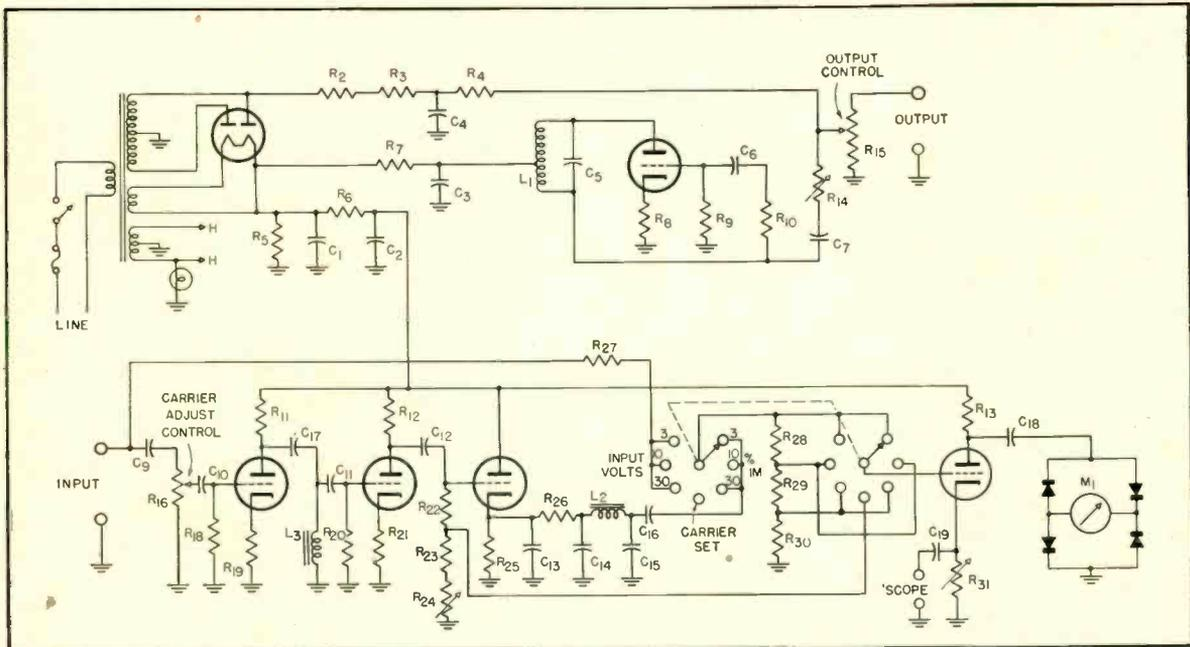 OUTPUT
CONTROL
R2
R3
R4
C4
OUTPUT
R15
R7
C3
L1
C5
C6
R8
R9
R10
R14
C7
R6
R5
C1
C2
H
H
LINE
R27
CARRIER
ADJUST
CONTROL
R11
C17
R12
C12
R13
C18
C9
INPUT
R16
C10
R18
R19
L3
C11
R20
R21
R22
R23
R24
R25
C13
R26
C14
L2
C15
C16
INPUT
VOLTS
3
10
30
3
10
30
%
IM
CARRIER
SET
R28
R29
R30
C19
'SCOPE
R31
M1